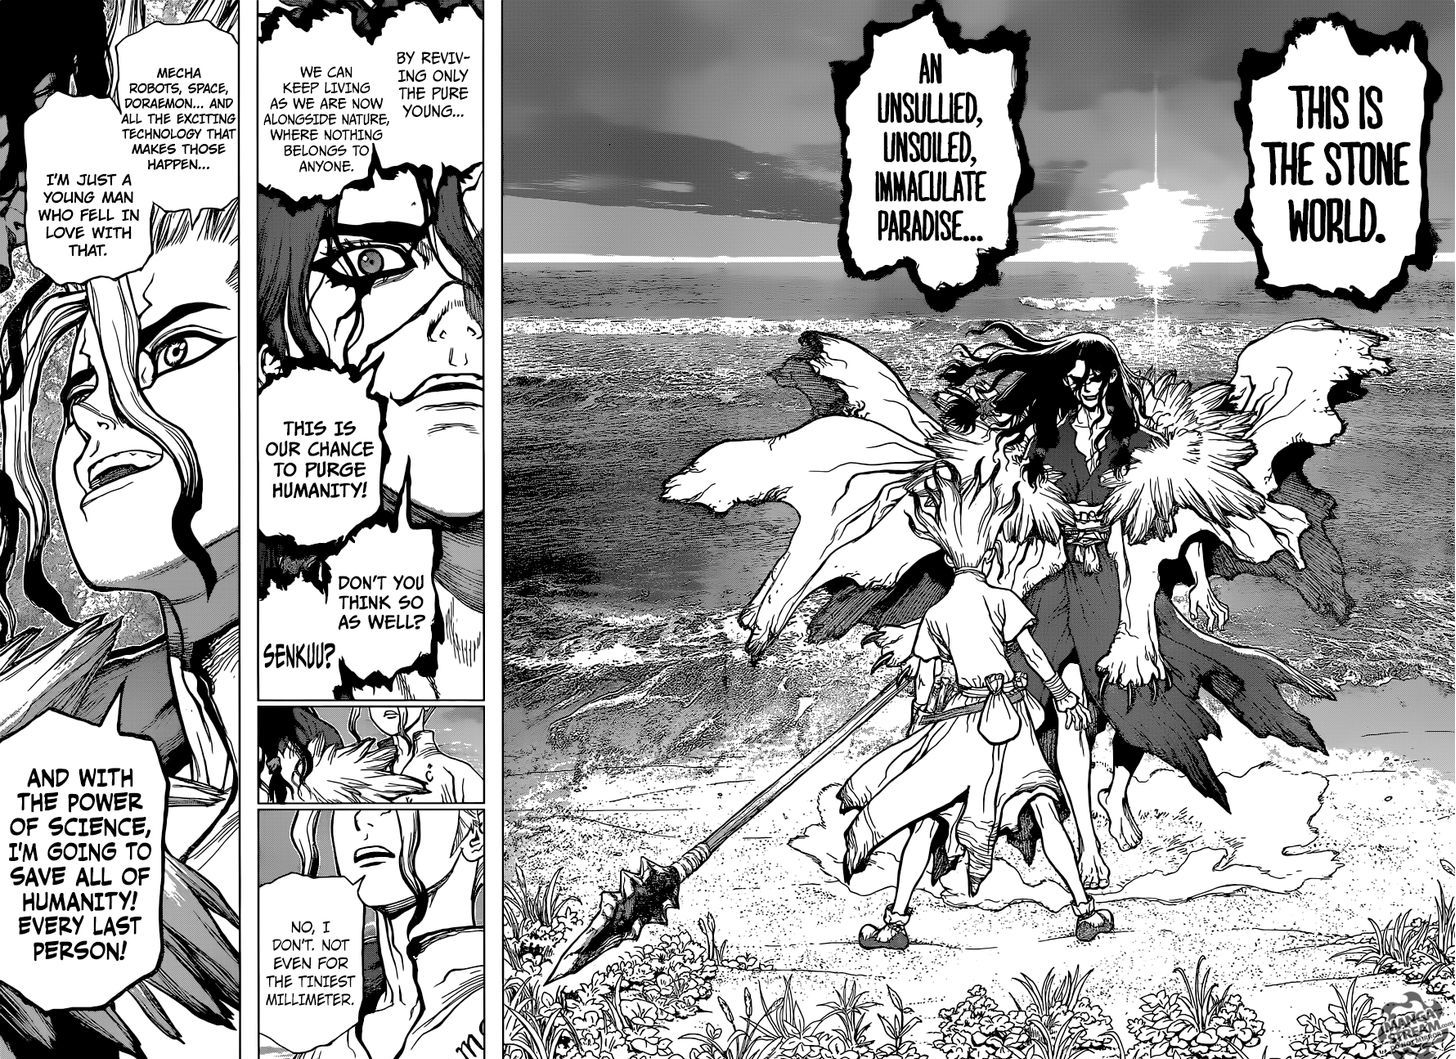 THIS IS
THE STONE
WORLD.
AN
UNSULLIED,
UNSOILED,
IMMACULATE
PARADISE...
BY REVIV-
ING ONLY
THE PURE
YOUNG...
WE CAN
KEEP LIVING
AS WE ARE NOW
ALONGSIDE NATURE,
WHERE NOTHING
BELONGS TO
ANYONE.
THIS IS
OUR CHANCE
TO PURGE
HUMANITY!
DON'T YOU
THINK SO
AS WELL?
SENKUU?
NO, I
DON'T. NOT
EVEN FOR
THE TINIEST
MILLIMETER.
MECHA
ROBOTS, SPACE,
DORAEMON... AND
ALL THE EXCITING
TECHNOLOGY THAT
MAKES THOSE
HAPPEN...
I'M JUST A
YOUNG MAN
WHO FELL IN
LOVE WITH
THAT.
AND WITH
THE POWER
OF SCIENCE,
I'M GOING TO
SAVE ALL OF
HUMANITY!
EVERY LAST
PERSON!
MANGA
STREAM